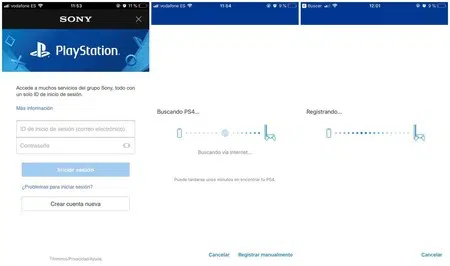 vodafone ES
11:53
9 %
SONY
PlayStation.
Accede a muchos servicios del grupo Sony, todo con
un solo ID de inicio de sesión.
Más información
ID de inicio de sesión (correo electrónico)
Contraseña
Iniciar sesión
¿Problemas para iniciar sesión?
Crear cuenta nueva
Términos/Privacidad/Ayuda
vodafone ES
11:54
9 %
Buscando PS4...
Buscando vía Internet...
Puede tardarse unos minutos en encontrar tu PS4.
Cancelar
Registrar manualmente
Buscar
12:01
8 %
Registrando...
Cancelar